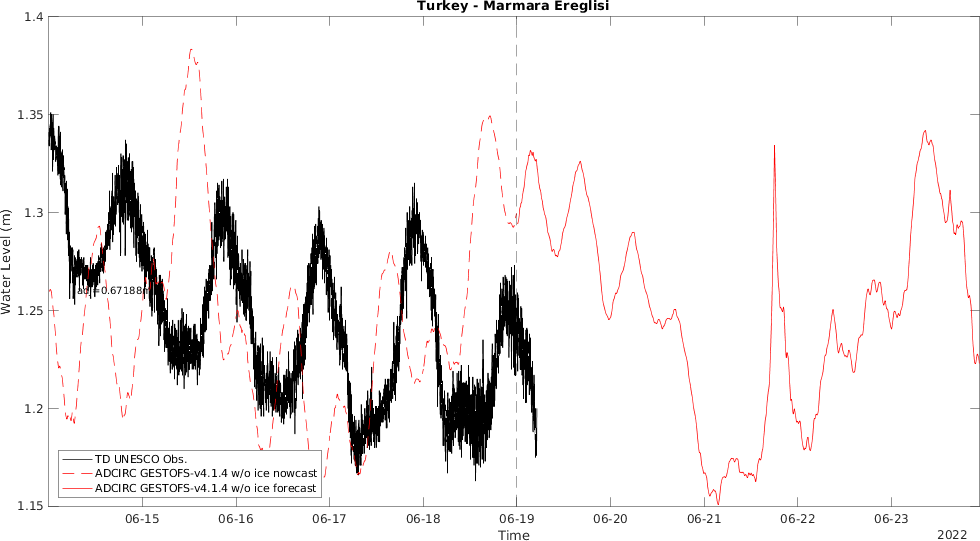 Turkey - Marmara Ereglisi
1.4
1.35
1.3
1.25
1.2
1.15
Water Level (m)
=0.67188
TD UNESCO Obs.
ADCIRC GESTOFS-v4.1.4 w/o ice nowcast
ADCIRC GESTOFS-v4.1.4 w/o ice forecast
06-15 06-16 06-17 06-18 06-19 06-20 06-21 06-22 06-23
Time
2022